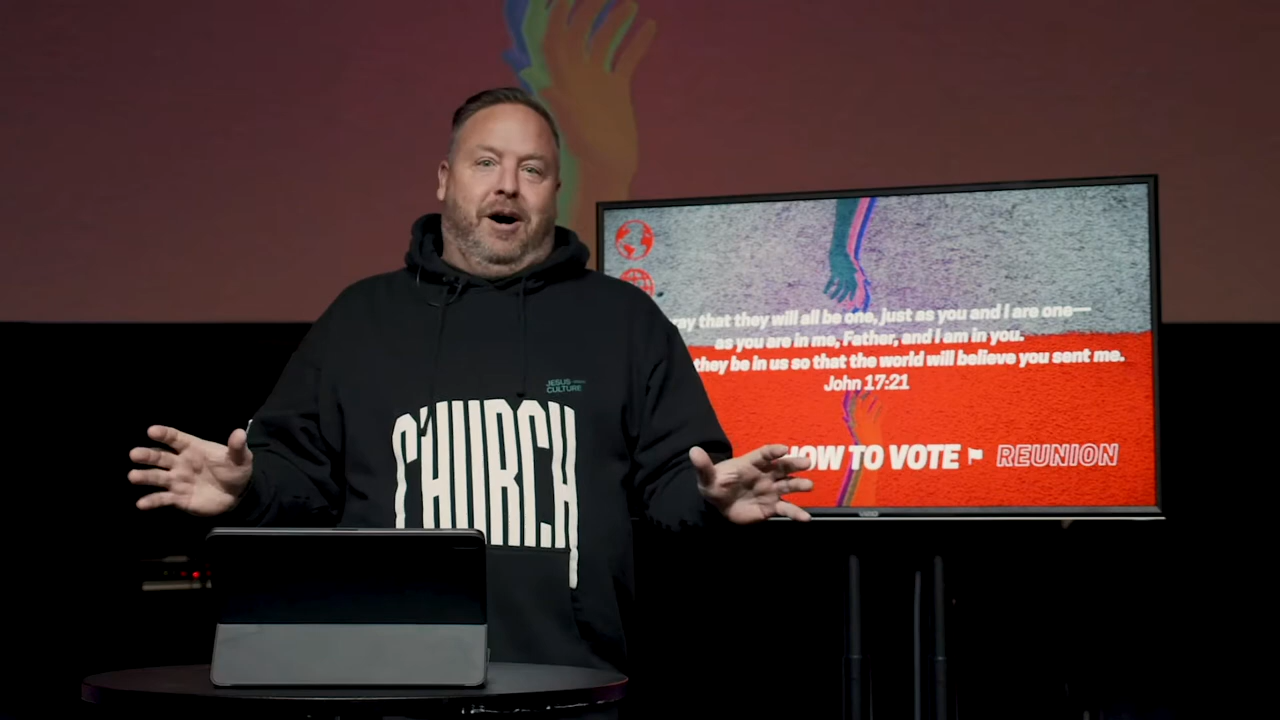 JESUS
CULTURE
CHURCH
that they will all be one, just as you and I are one—
as you are in me, Father, and I am in you.
they be in us so that the world will believe you sent me.
John 17:21
HOW TO VOTE REUNION
VIZIO